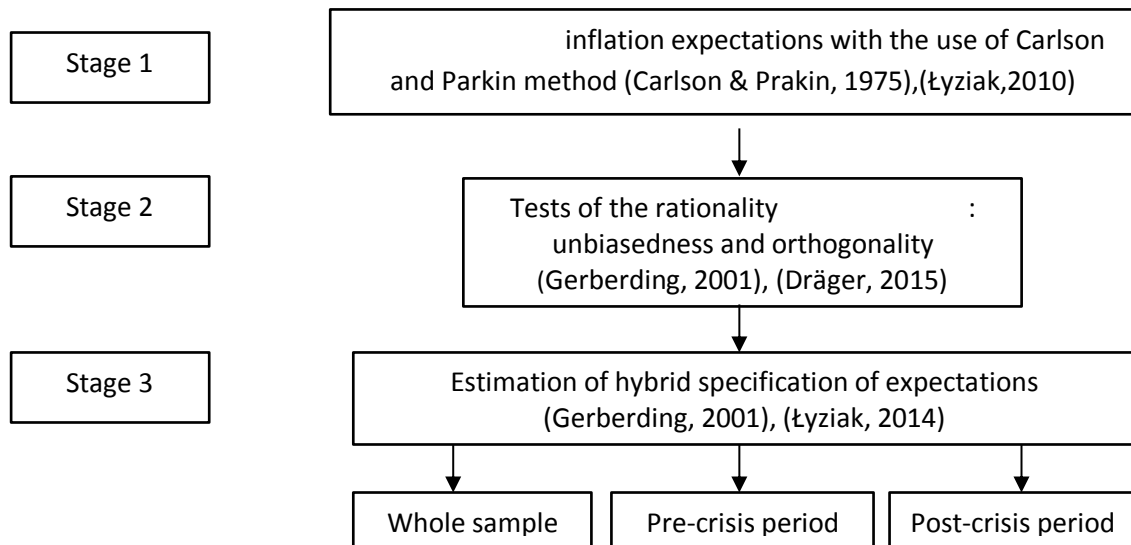 Stage 1
inflation expectations with the use of Carlson
and Parkin method (Carlson & Prakin, 1975),(Łyziak,2010)
Stage 2
Tests of the rationality :
unbiasedness and orthogonality
(Gerberding, 2001), (Dräger, 2015)
Stage 3
Estimation of hybrid specification of expectations
(Gerberding, 2001), (Łyziak, 2014)
Whole sample
Pre-crisis period
Post-crisis period